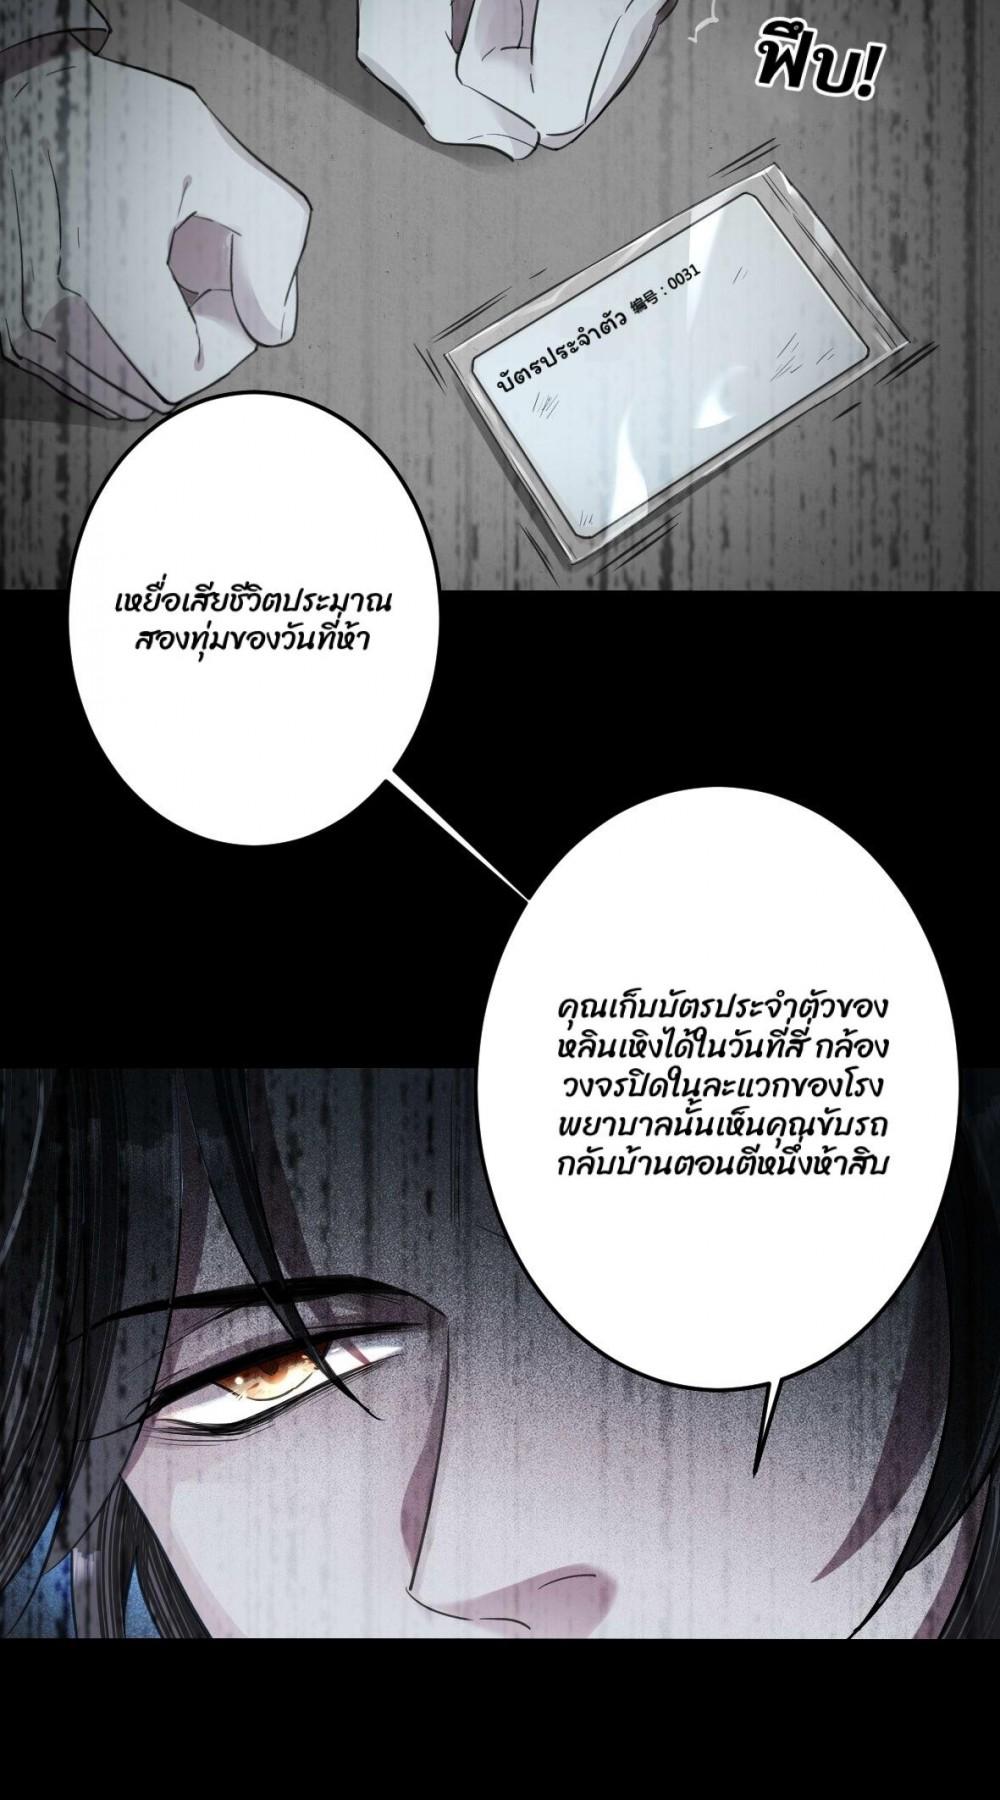 ฟึบ!
บัตรประจำตัว 编号：0031
เหยื่อเสียชีวิตประมาณ
สองทุ่มของวันที่ห้า
คุณเก็บบัตรประจำตัวของ
หลินเหิงได้ในวันที่สี่ กล้อง
วงจรปิดในละแวกของโรง
พยาบาลนั้นเห็นคุณขับรถ
กลับบ้านตอนตีหนึ่งห้าสิบ